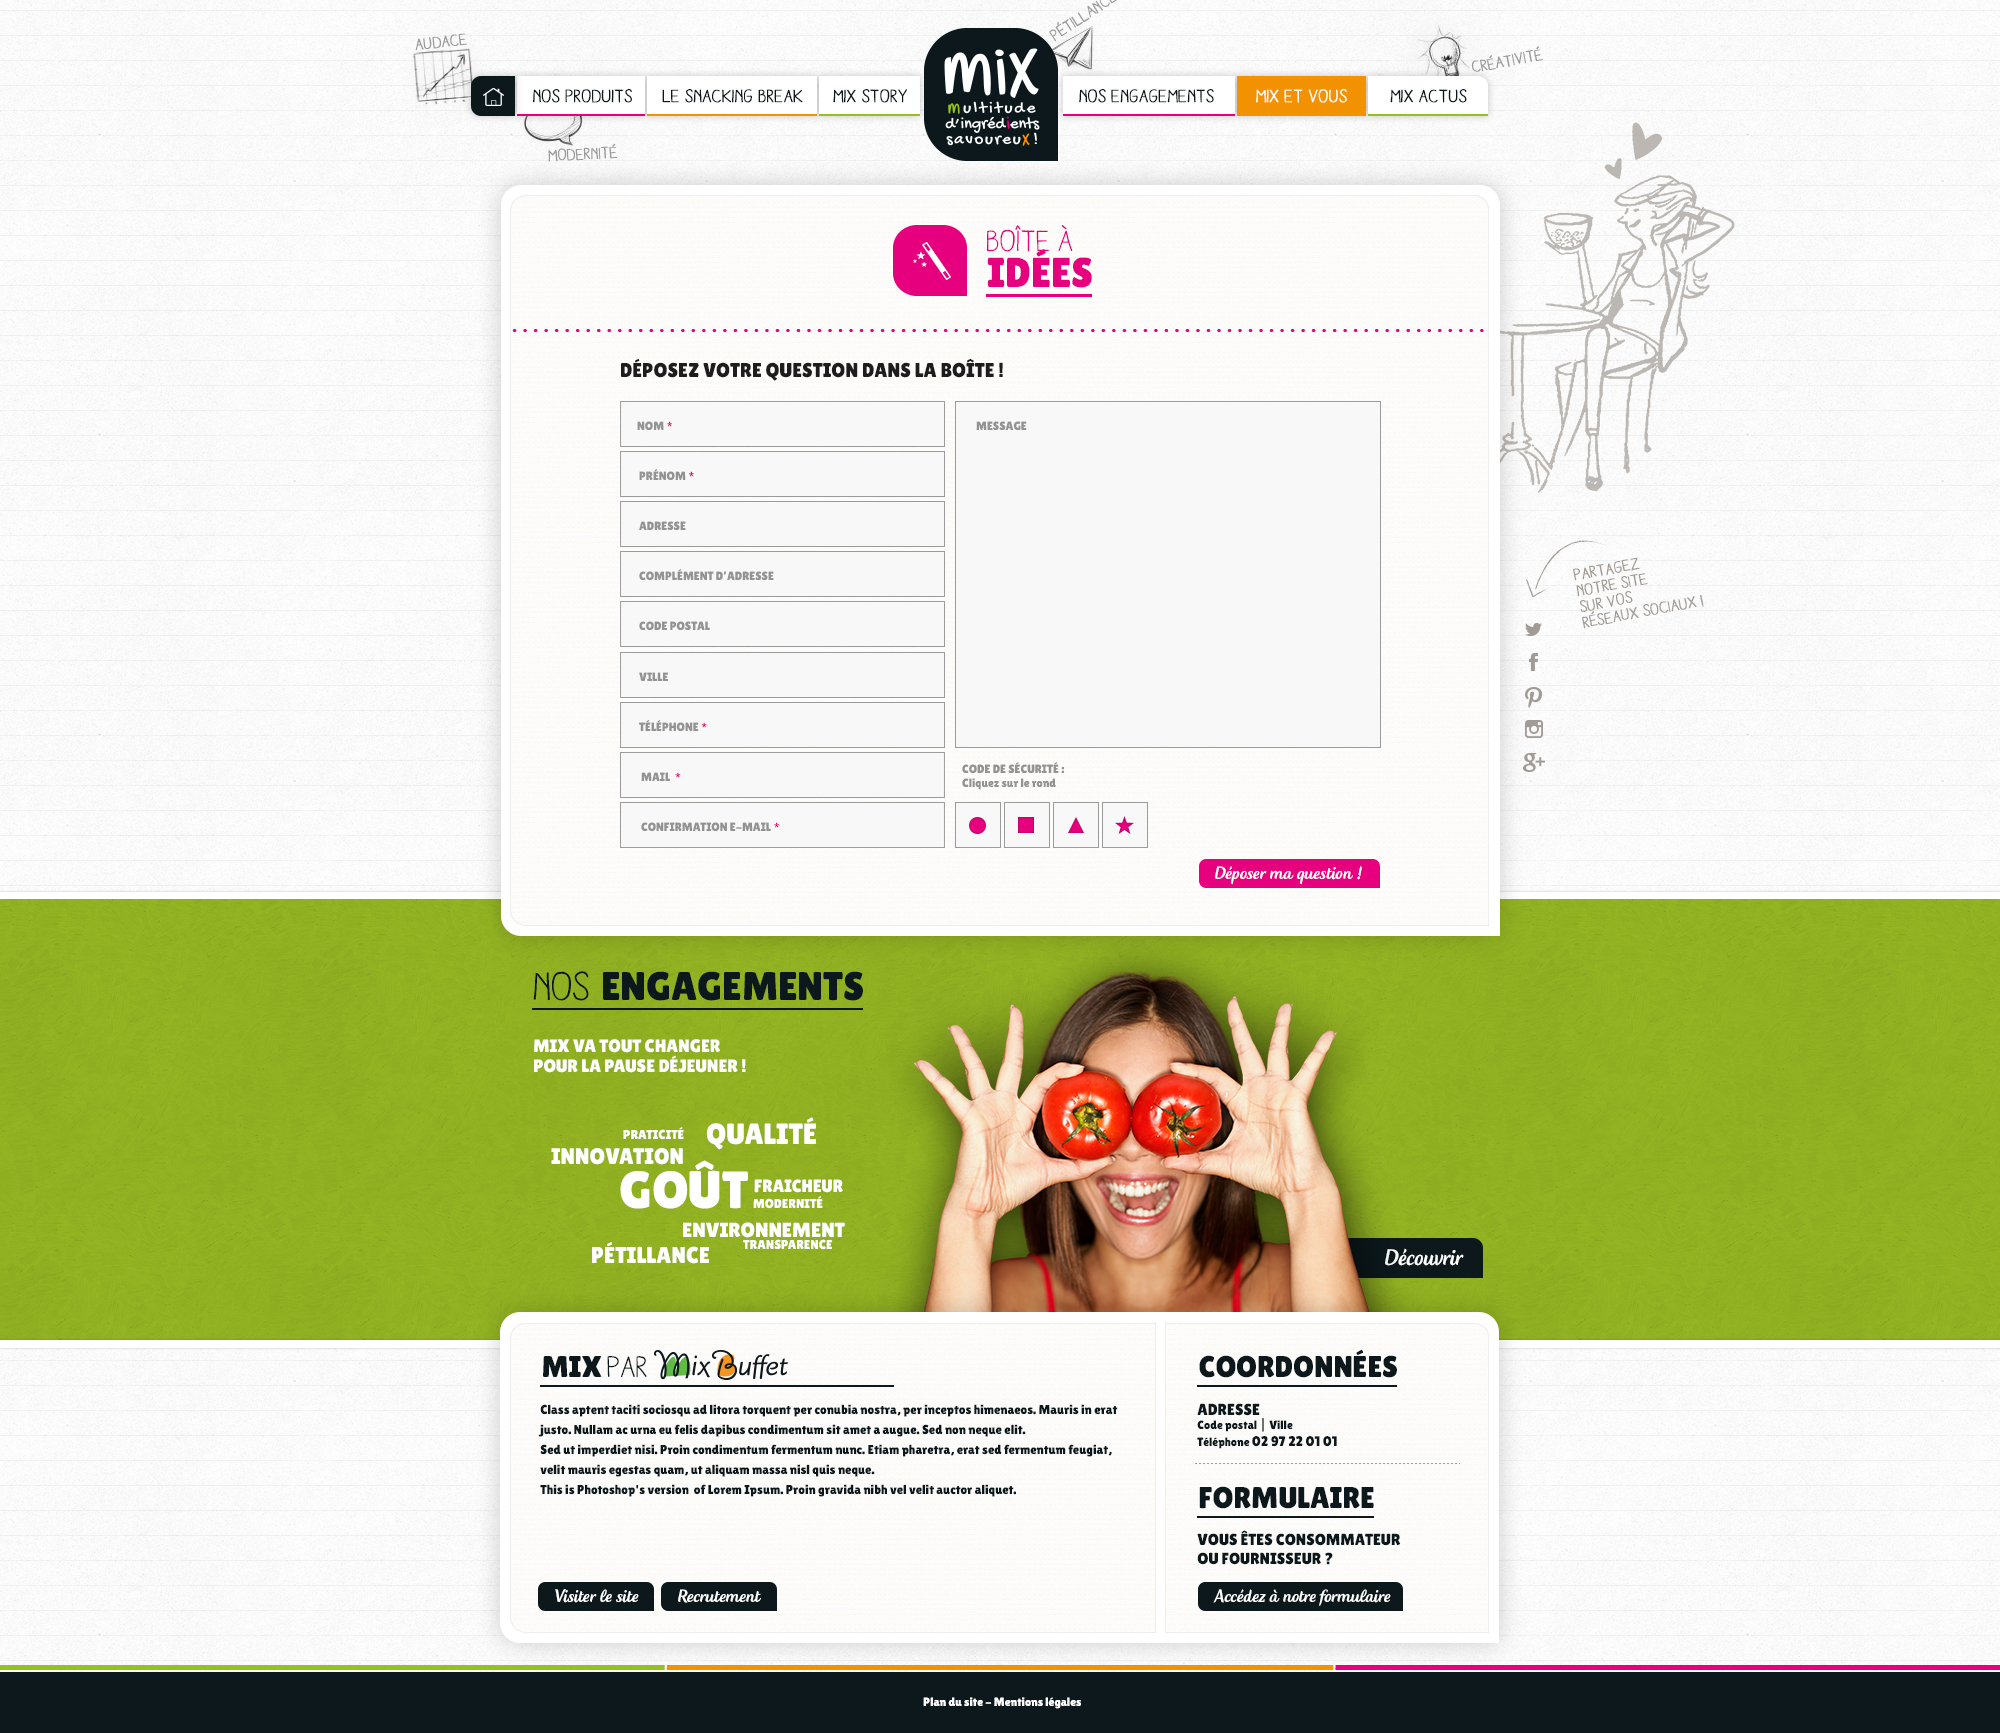 AUDACE
PÉTILLANCE
CRÉATIVITÉ
NOS PRODUITS
LE SNACKING BREAK
MIX STORY
mix
multitude
d'ingrédients
savoureux !
NOS ENGAGEMENTS
MIX ET VOUS
MIX ACTUS
MODERNITÉ
BOÎTE À
IDÉES
DÉPOSEZ VOTRE QUESTION DANS LA BOÎTE !
NOM *
PRÉNOM *
ADRESSE
COMPLÉMENT D'ADRESSE
CODE POSTAL
VILLE
TÉLÉPHONE *
MAIL *
CONFIRMATION E-MAIL *
MESSAGE
CODE DE SÉCURITÉ :
Cliquez sur le rond
Déposer ma question !
PARTAGEZ
NOTRE SITE
SUR VOS
RÉSEAUX SOCIAUX !
NOS ENGAGEMENTS
MIX VA TOUT CHANGER
POUR LA PAUSE DÉJEUNER !
PRATICITÉ
QUALITÉ
INNOVATION
GOÛT
FRAICHEUR
MODERNITÉ
ENVIRONNEMENT
TRANSPARENCE
PÉTILLANCE
Découvrir
MIX PAR Mix Buffet
Class aptent taciti sociosqu ad litora torquent per conubia nostra, per inceptos himenaeos. Mauris in erat
justo. Nullam ac urna eu felis dapibus condimentum sit amet a augue. Sed non neque elit.
Sed ut imperdiet nisi. Proin condimentum fermentum nunc. Etiam pharetra, erat sed fermentum feugiat,
velit mauris egestas quam, ut aliquam massa nisl quis neque.
This is Photoshop's version of Lorem Ipsum. Proin gravida nibh vel velit auctor aliquet.
Visiter le site
Recrutement
COORDONNÉES
ADRESSE
Code postal | Ville
Téléphone 02 97 22 01 01
FORMULAIRE
VOUS ÊTES CONSOMMATEUR
OU FOURNISSEUR ?
Accédez à notre formulaire
Plan du site - Mentions légales